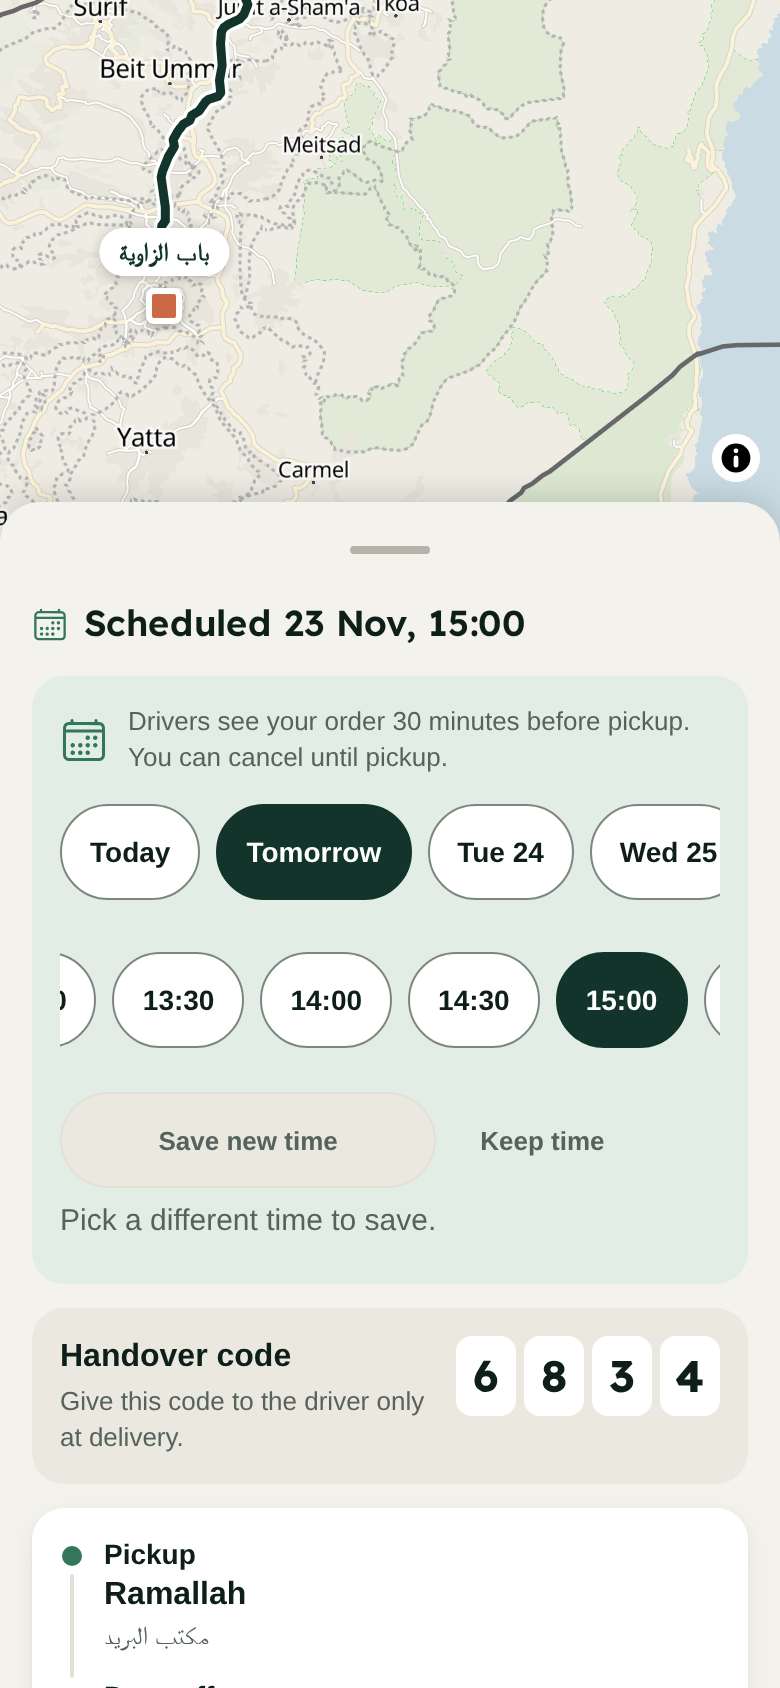 Surif
a-Sham'a
Tkoa
Beit Ummar
Meitsad
باب الزاوية
Yatta
Carmel
Scheduled 23 Nov, 15:00
Drivers see your order 30 minutes before pickup.
You can cancel until pickup.
Today Tomorrow Tue 24 Wed 25
13:30 14:00 14:30 15:00
Save new time Keep time
Pick a different time to save.
Handover code
6 8 3 4
Give this code to the driver only
at delivery.
Pickup
Ramallah
مكتب البريد